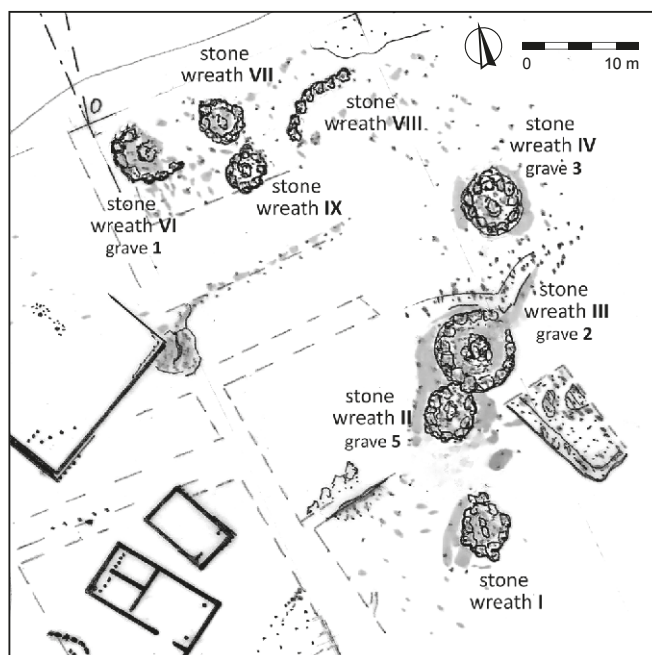 stone
wreath VII
stone
wreath VIII
0 10 m
stone
wreath IV
grave 3
stone
wreath VI
grave 1
stone
wreath IX
stone
wreath III
grave 2
stone
wreath II
grave 5
stone
wreath I